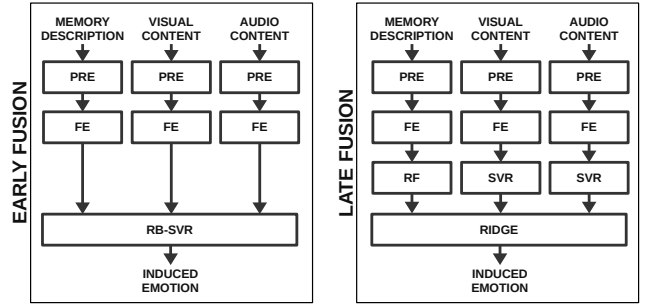 EARLY FUSION
MEMORY DESCRIPTION
VISUAL CONTENT
AUDIO CONTENT
PRE PRE PRE
FE FE FE
RB-SVR
INDUCED EMOTION
LATE FUSION
MEMORY DESCRIPTION
VISUAL CONTENT
AUDIO CONTENT
PRE PRE PRE
FE FE FE
RF SVR SVR
RIDGE
INDUCED EMOTION